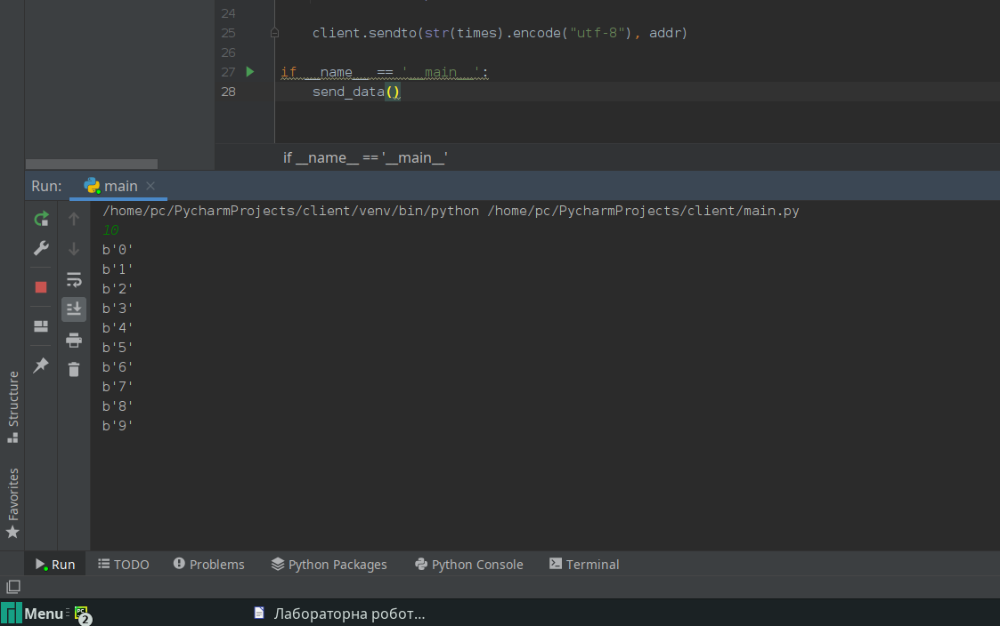 24
25 client.sendto(str(times).encode("utf-8"), addr)
26
27 if __name__ == '__main__':
28 send_data()
if __name__ == '__main__'
Run: main
/home/pc/PycharmProjects/client/venv/bin/python /home/pc/PycharmProjects/client/main.py
10
b'0'
b'1'
b'2'
b'3'
b'4'
b'5'
b'6'
b'7'
b'8'
b'9'
Structure
Favorites
Run TODO Problems Python Packages Python Console Terminal
Menu PC 2 Лабораторна робот...